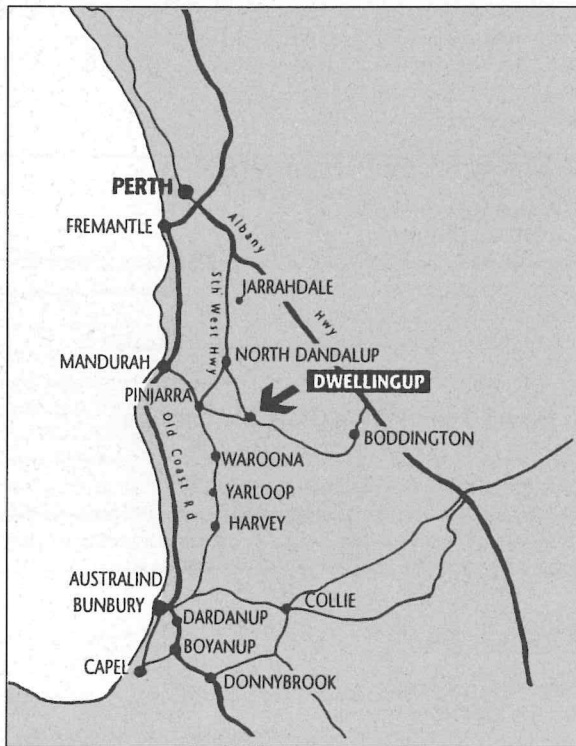 PERTH
FREMANTLE
Albany
Hwy
Sth West Hwy
JARRAHDALE
MANDURAH
NORTH DANDALUP
DWELLINGUP
PINJARRA
Old Coast Rd
BODDINGTON
WAROONA
YARLOOP
HARVEY
AUSTRALIND
BUNBURY
COLLIE
DARDANUP
BOYANUP
CAPEL
DONNYBROOK